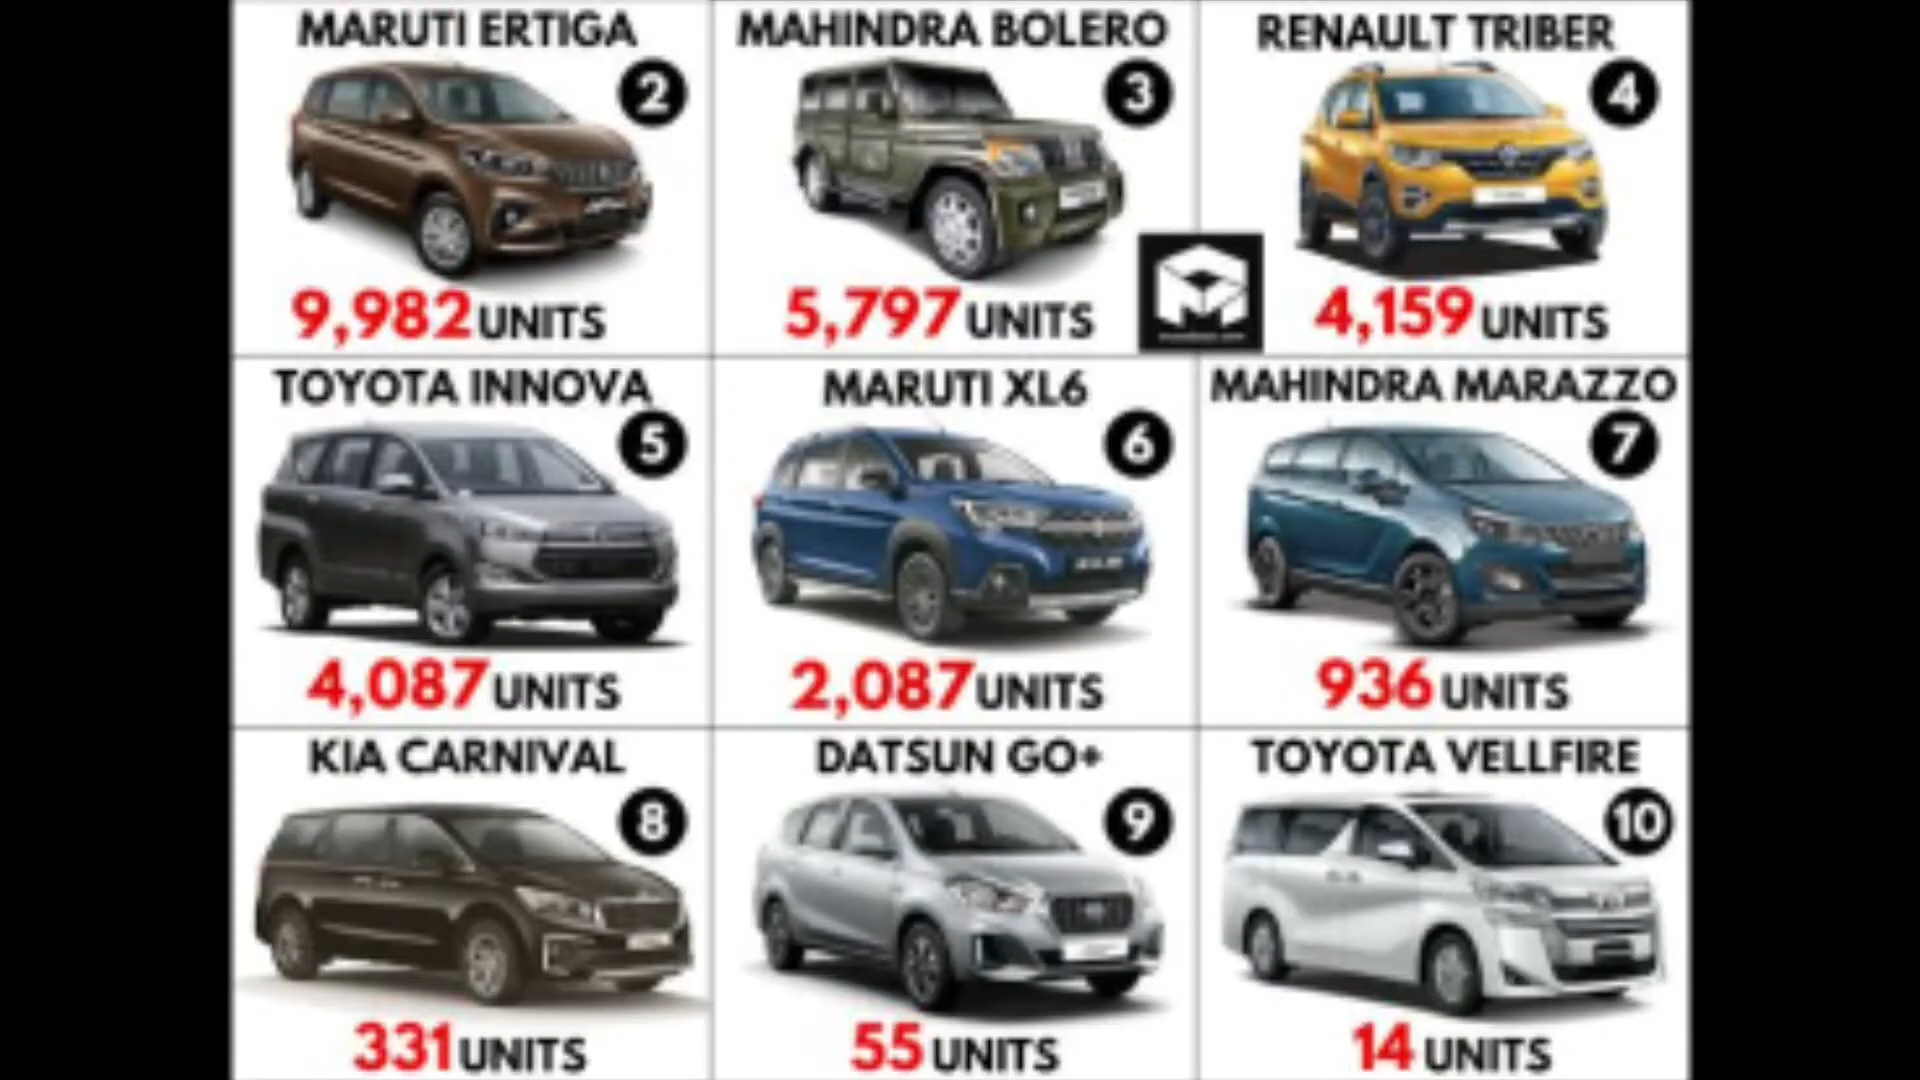 MARUTI ERTIGA
2
9,982 UNITS
MAHINDRA BOLERO
3
5,797 UNITS
RENAULT TRIBER
4
4,159 UNITS
TOYOTA INNOVA
5
4,087 UNITS
MARUTI XL6
6
2,087 UNITS
MAHINDRA MARAZZO
7
936 UNITS
KIA CARNIVAL
8
331 UNITS
DATSUN GO+
9
55 UNITS
TOYOTA VELLFIRE
10
14 UNITS